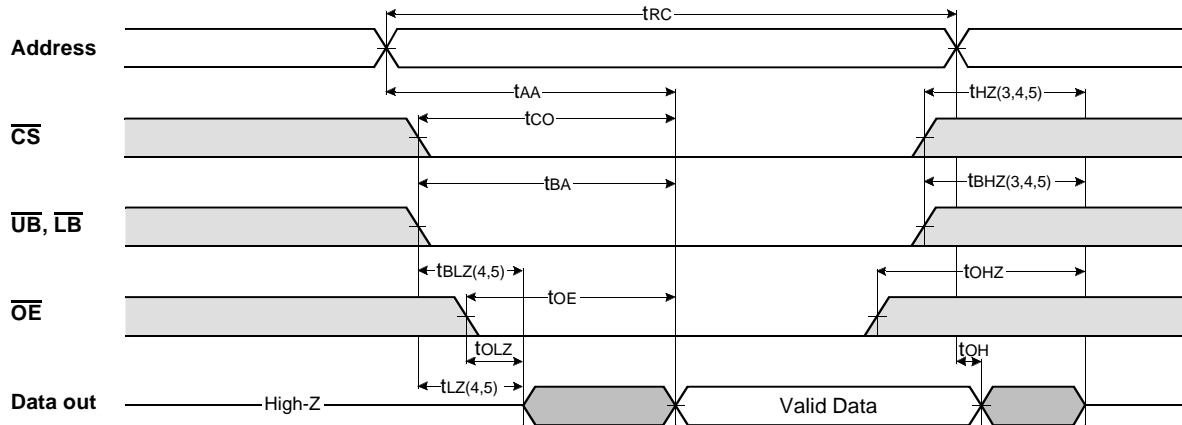 tRC
Address
tAA
tHZ(3,4,5)
tCO
CS
tBA
tBHZ(3,4,5)
UB, LB
tBLZ(4,5)
tOHZ
tOE
OE
tOLZ
tOH
tLZ(4,5)
Data out
High-Z
Valid Data